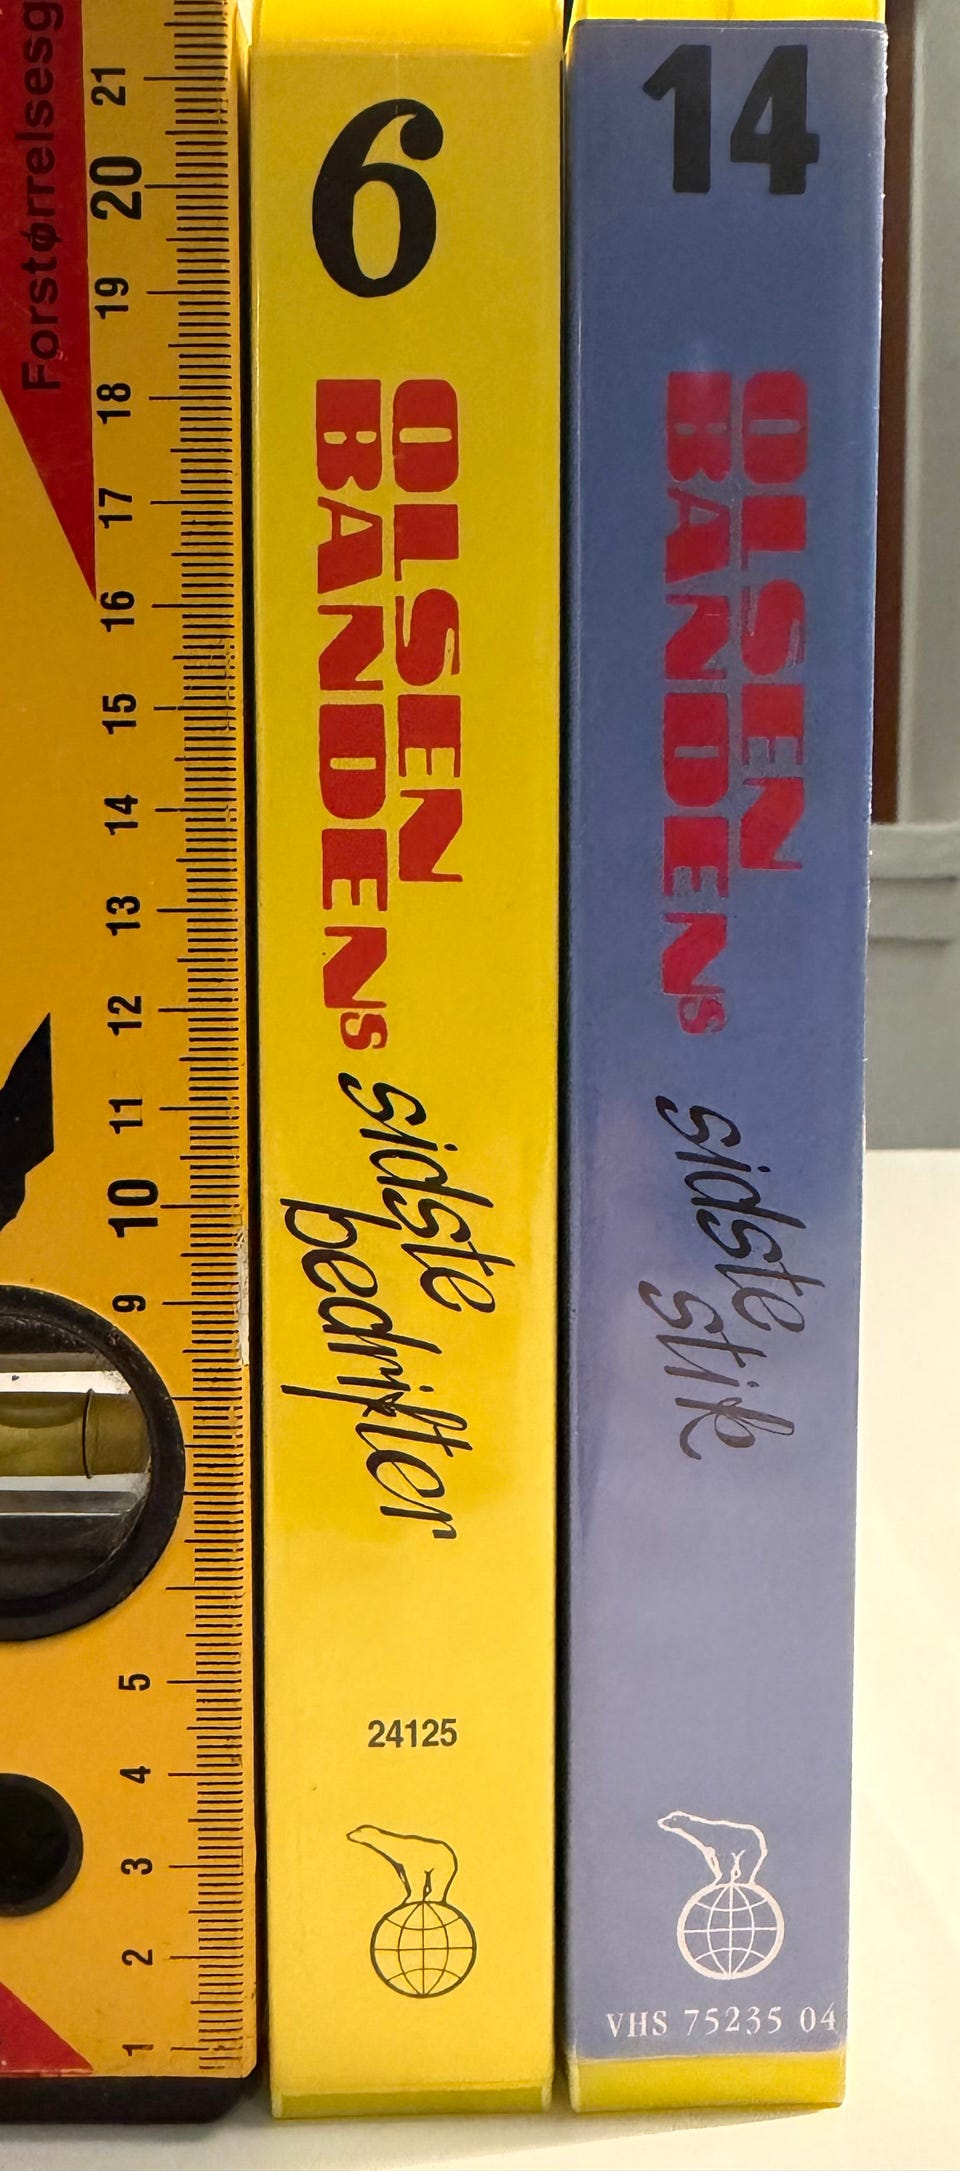 Forstørrelsesg
21
20
19
18
17
16
15
14
13
12
11
10
9
5
4
3
2
1
6
OLSEN
BANDENs
sidste
bedrifter
24125
14
OLSEN
BANDENs
sidste
stik
VHS 75235 04